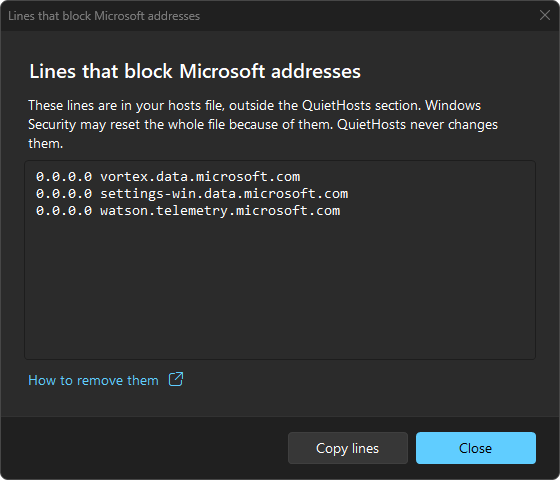 Lines that block Microsoft addresses
Lines that block Microsoft addresses
These lines are in your hosts file, outside the QuietHosts section. Windows
Security may reset the whole file because of them. QuietHosts never changes
them.
0.0.0.0 vortex.data.microsoft.com
0.0.0.0 settings-win.data.microsoft.com
0.0.0.0 watson.telemetry.microsoft.com
How to remove them
Copy lines
Close